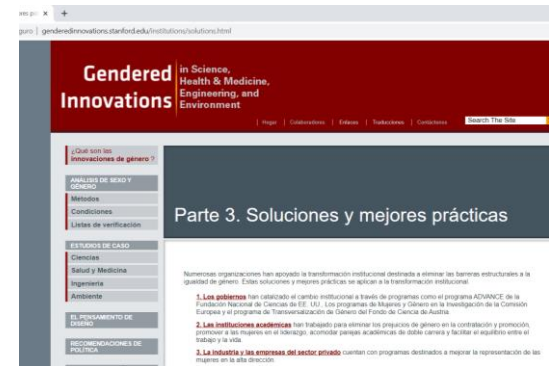 genderedinnovations.stanford.edu/institutions/solutions.html
Gendered
Innovations
in Science,
Health & Medicine,
Engineering, and
Environment
| Hogar | Colaboradores | Enlaces | Traducciones | Contáctenos
Search The Site
¿Qué son las
innovaciones de género ?
ANÁLISIS DE SEXO Y
GÉNERO
Métodos
Condiciones
Listas de verificación
ESTUDIOS DE CASO
Ciencias
Salud y Medicina
Ingeniería
Ambiente
EL PENSAMIENTO DE
DISEÑO
RECOMENDACIONES DE
POLÍTICA
Parte 3. Soluciones y mejores prácticas
Numerosas organizaciones han apoyado la transformación institucional destinada a eliminar las barreras estructurales a la
igualdad de género. Estas soluciones y mejores prácticas se aplican a la transformación institucional
1. Los gobiernos han catalizado el cambio institucional a través de programas como el programa ADVANCE de la
Fundación Nacional de Ciencias de EE. UU., Los programas de Mujeres y Género en la Investigación de la Comisión
Europea y el programa de Transversalización de Género del Fondo de Ciencia de Austria.
2. Las instituciones académicas han trabajado para eliminar los prejuicios de género en la contratación y promoción,
promover a las mujeres en el liderazgo, acomodar parejas académicas de doble carrera y facilitar el equilibrio entre el
trabajo y la vida
3. La industria y las empresas del sector privado cuentan con programas destinados a mejorar la representación de las
mujeres en la alta dirección